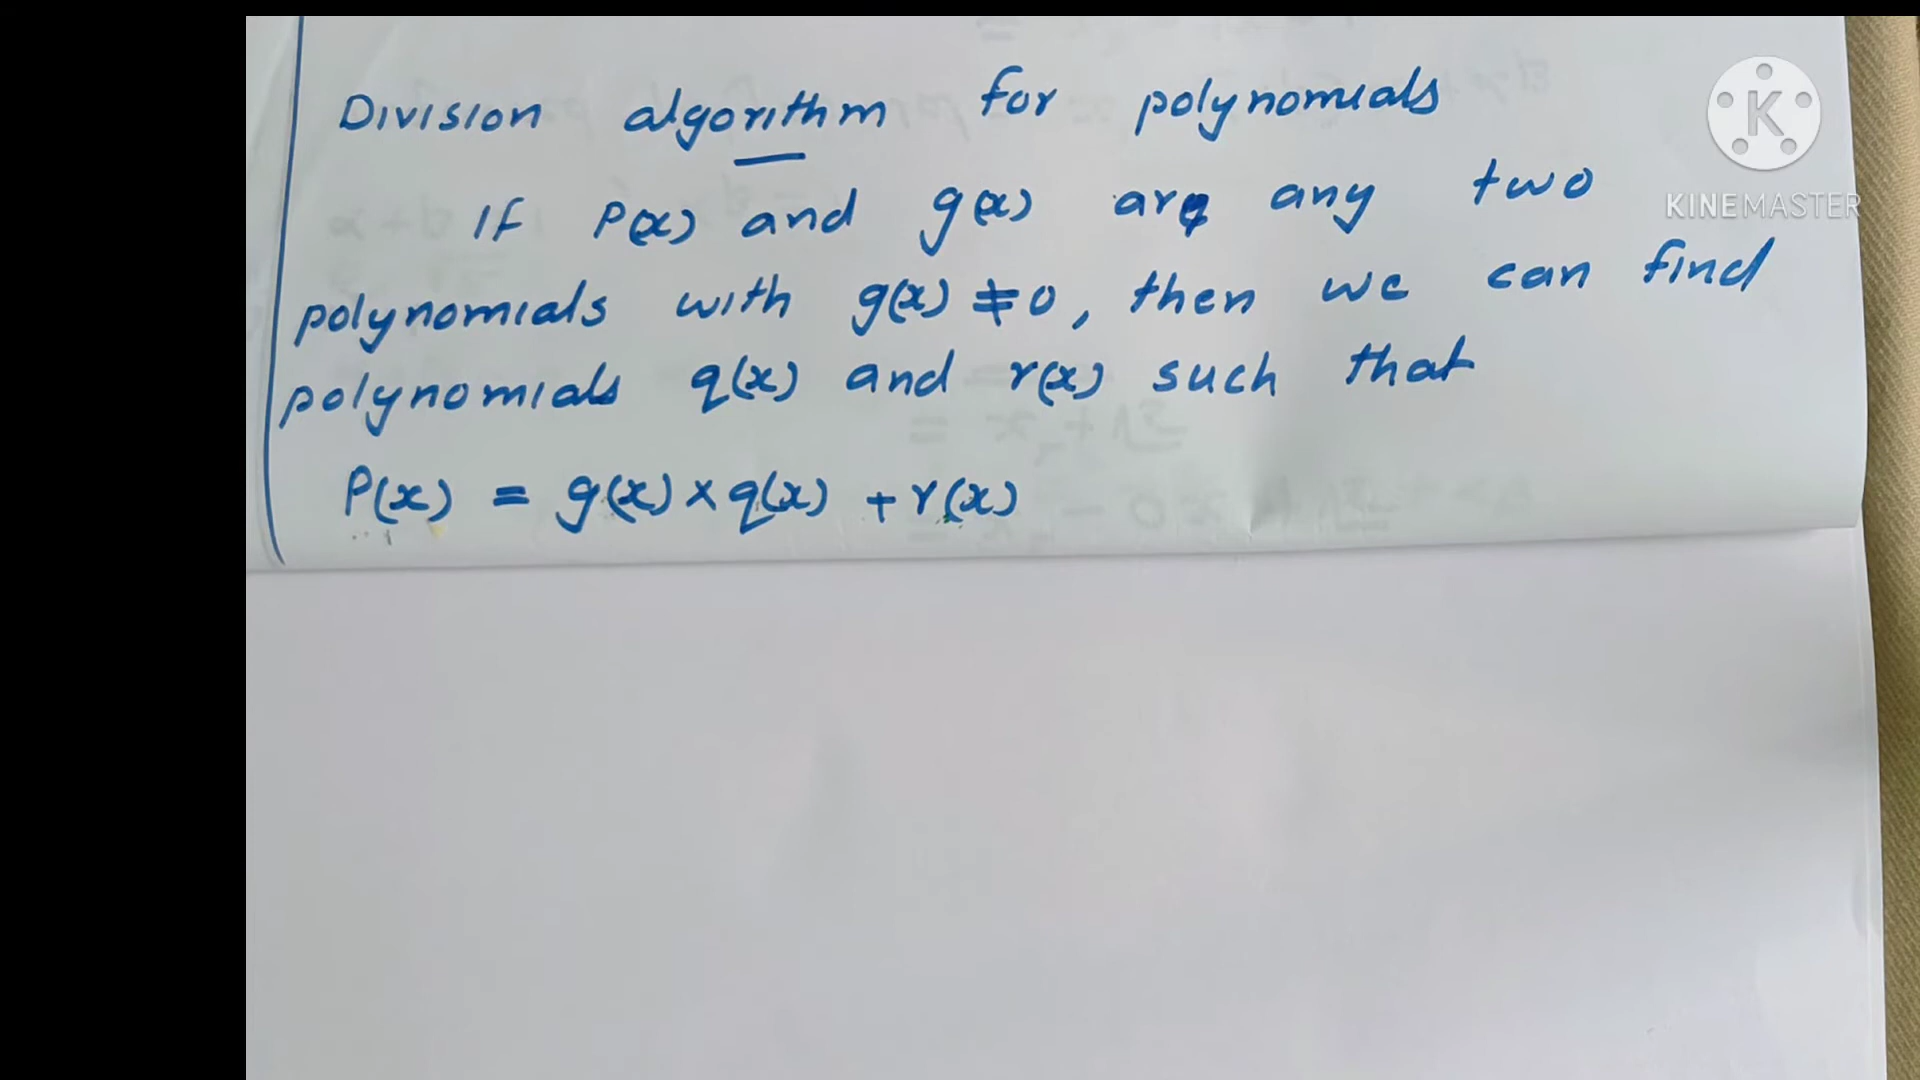 Division algorithm for polynomials
If P(x) and g(x) are any two
polynomials with g(x) ≠ 0, then we can find
polynomials q(x) and r(x) such that
P(x) = g(x) × q(x) + r(x)
K
KINEMASTER